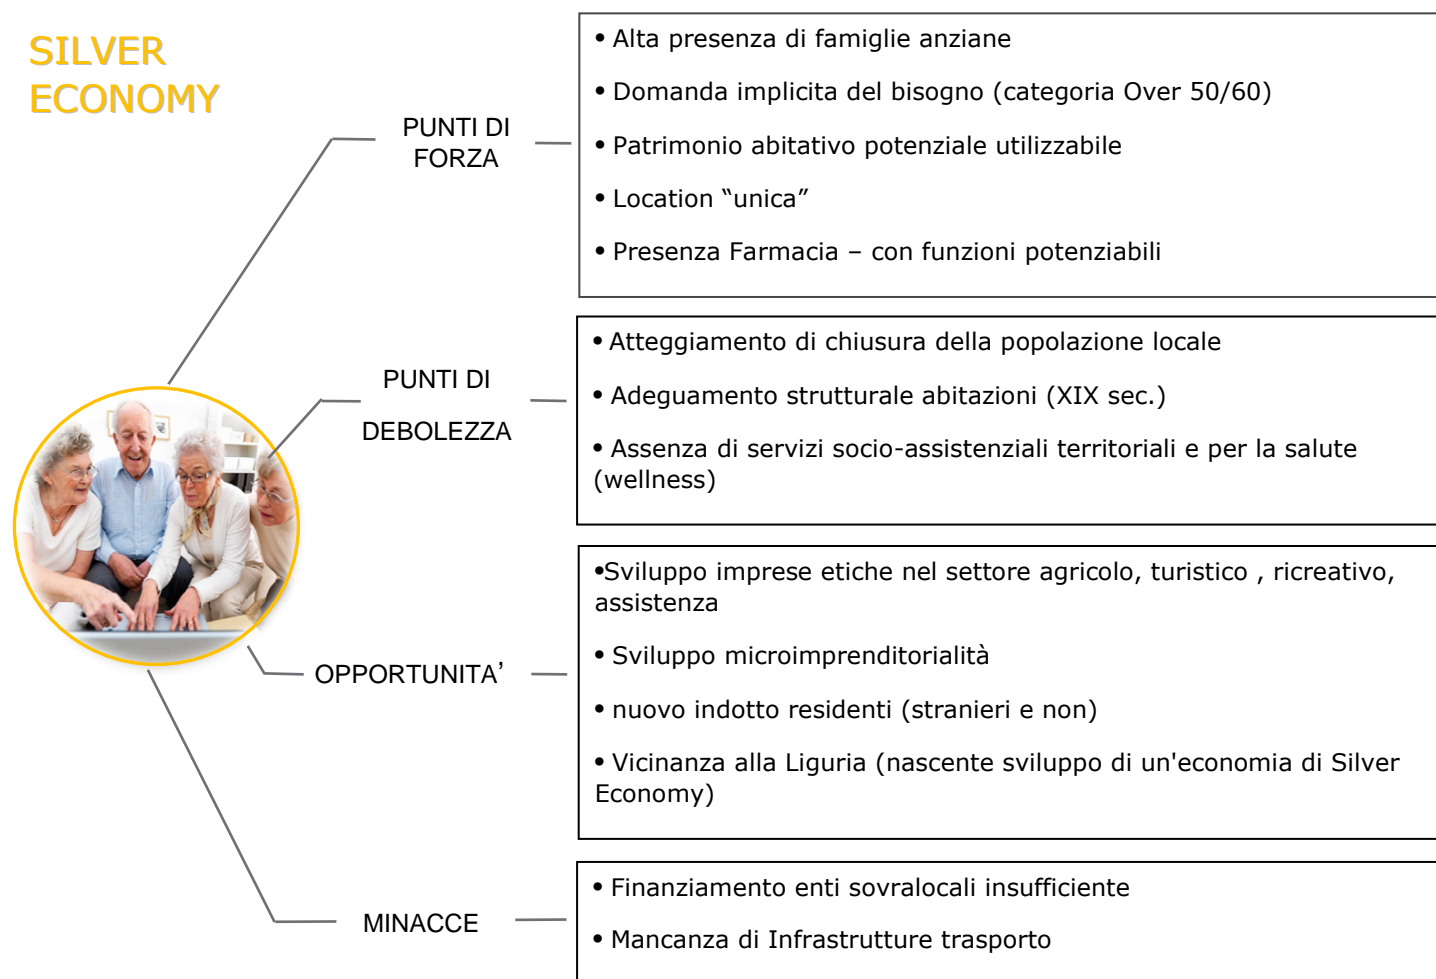 SILVER
ECONOMY
PUNTI DI
FORZA
• Alta presenza di famiglie anziane
• Domanda implicita del bisogno (categoria Over 50/60)
• Patrimonio abitativo potenziale utilizzabile
• Location “unica”
• Presenza Farmacia – con funzioni potenziabili
PUNTI DI
DEBOLEZZA
• Atteggiamento di chiusura della popolazione locale
• Adeguamento strutturale abitazioni (XIX sec.)
• Assenza di servizi socio-assistenziali territoriali e per la salute
(wellness)
OPPORTUNITA’
•Sviluppo imprese etiche nel settore agricolo, turistico , ricreativo,
assistenza
• Sviluppo microimprenditorialità
• nuovo indotto residenti (stranieri e non)
• Vicinanza alla Liguria (nascente sviluppo di un'economia di Silver
Economy)
MINACCE
• Finanziamento enti sovralocali insufficiente
• Mancanza di Infrastrutture trasporto